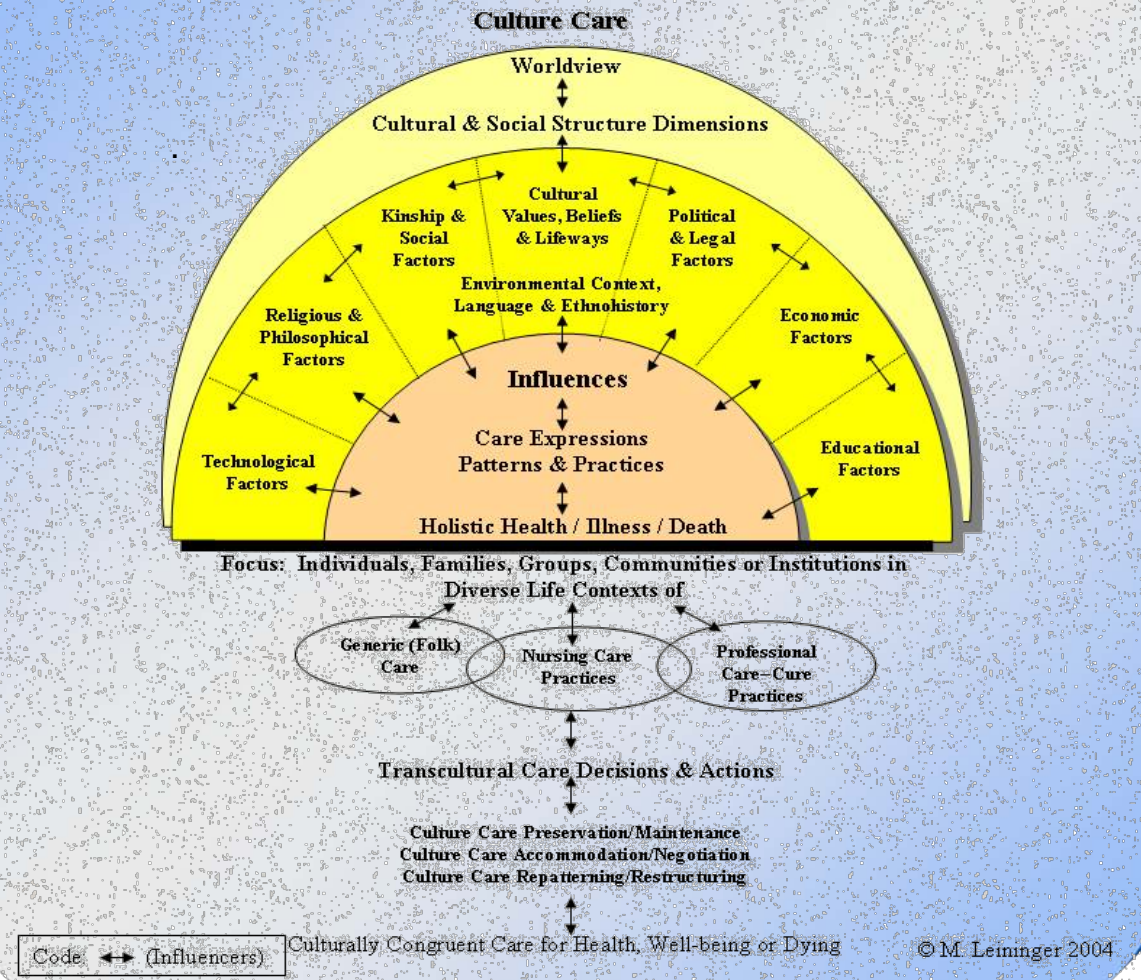 Culture Care
Worldview
Cultural & Social Structure Dimensions
Cultural
Values, Beliefs
& Lifeways
Kinship &
Social
Factors
Political
& Legal
Factors
Environmental Context,
Language & Ethnohistory
Religious &
Philosophical
Factors
Economic
Factors
Technological
Factors
Educational
Factors
Influences
Care Expressions
Patterns & Practices
Holistic Health / Illness / Death
Focus: Individuals, Families, Groups, Communities or Institutions in
Diverse Life Contexts of
Generic (Folk)
Care
Nursing Care
Practices
Professional
Care–Cure
Practices
Transcultural Care Decisions & Actions
Culture Care Preservation/Maintenance
Culture Care Accommodation/Negotiation
Culture Care Repatterning/Restructuring
Culturally Congruent Care for Health, Well-being or Dying
Code ↔ (Influencers)
© M. Leininger 2004